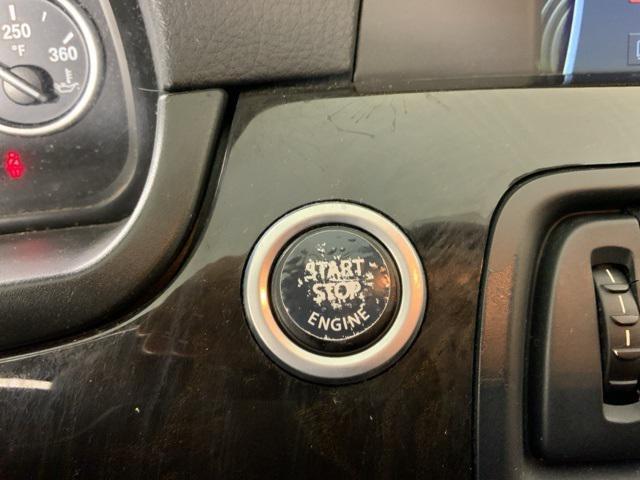 250
°F
360
START
STOP
ENGINE